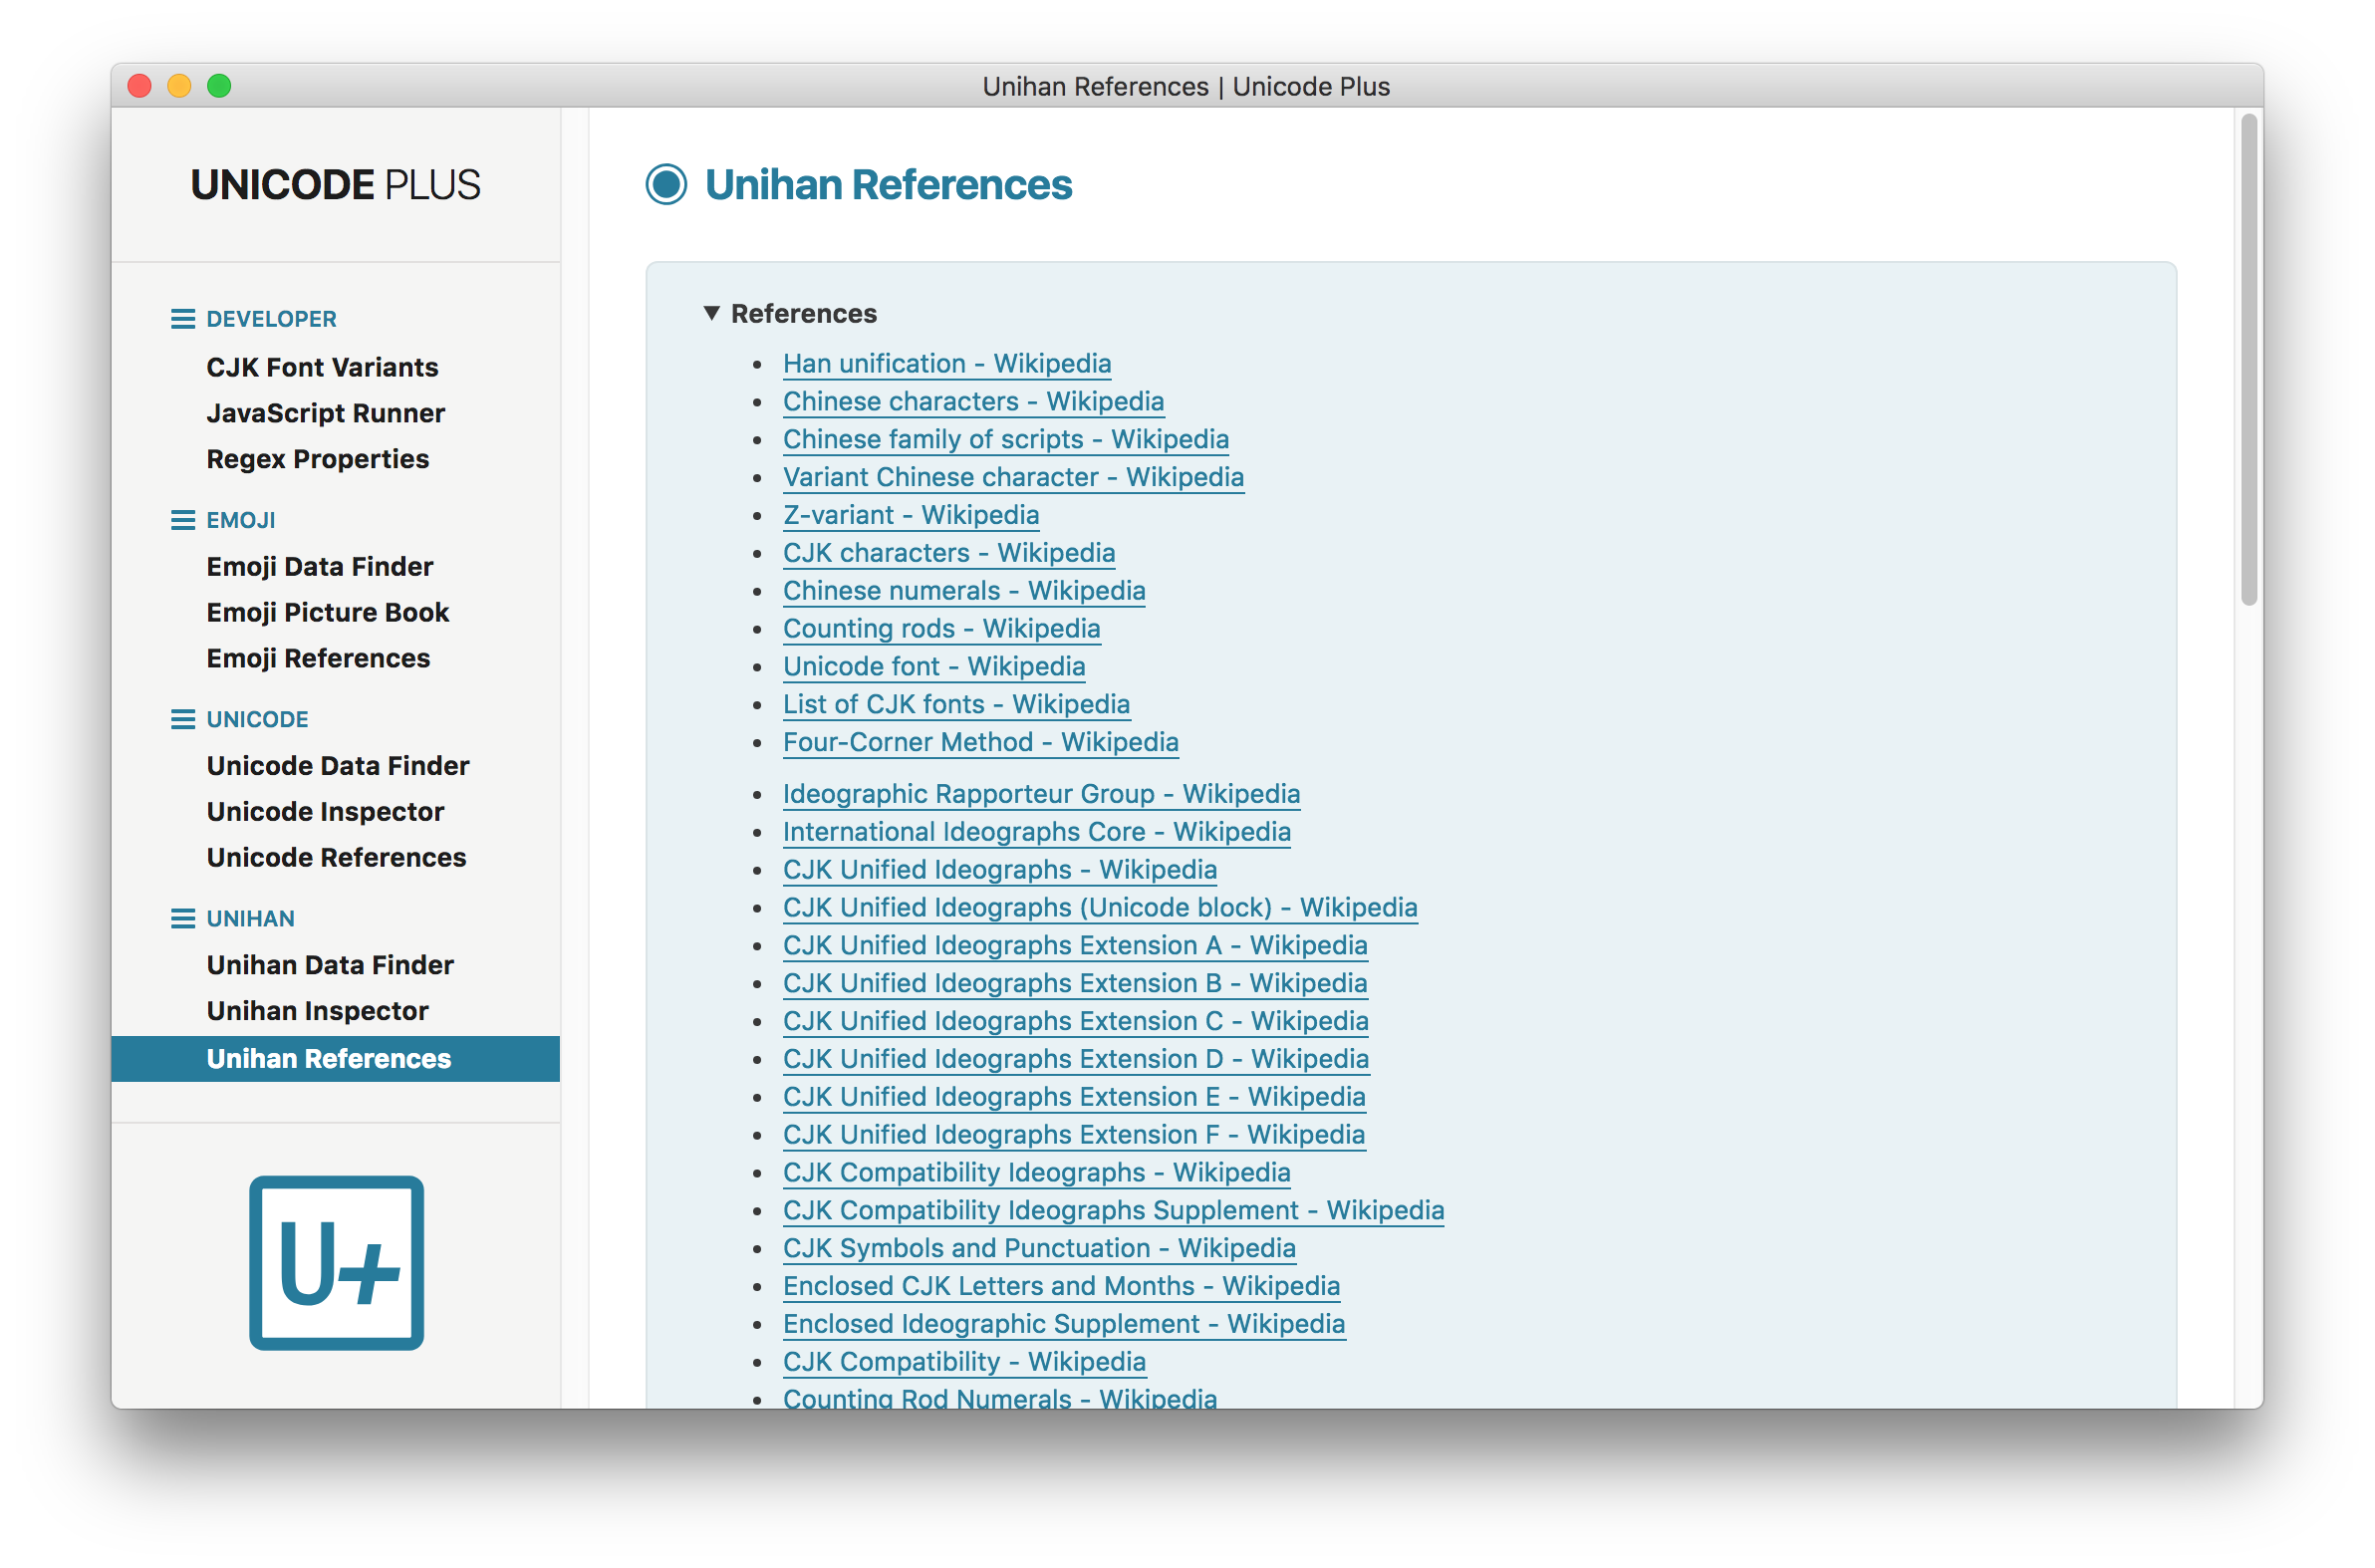 Unihan References | Unicode Plus
UNICODE PLUS
DEVELOPER
CJK Font Variants
JavaScript Runner
Regex Properties
EMOJI
Emoji Data Finder
Emoji Picture Book
Emoji References
UNICODE
Unicode Data Finder
Unicode Inspector
Unicode References
UNIHAN
Unihan Data Finder
Unihan Inspector
Unihan References
U+
Unihan References
References
Han unification - Wikipedia
Chinese characters - Wikipedia
Chinese family of scripts - Wikipedia
Variant Chinese character - Wikipedia
Z-variant - Wikipedia
CJK characters - Wikipedia
Chinese numerals - Wikipedia
Counting rods - Wikipedia
Unicode font - Wikipedia
List of CJK fonts - Wikipedia
Four-Corner Method - Wikipedia
Ideographic Rapporteur Group - Wikipedia
International Ideographs Core - Wikipedia
CJK Unified Ideographs - Wikipedia
CJK Unified Ideographs (Unicode block) - Wikipedia
CJK Unified Ideographs Extension A - Wikipedia
CJK Unified Ideographs Extension B - Wikipedia
CJK Unified Ideographs Extension C - Wikipedia
CJK Unified Ideographs Extension D - Wikipedia
CJK Unified Ideographs Extension E - Wikipedia
CJK Unified Ideographs Extension F - Wikipedia
CJK Compatibility Ideographs - Wikipedia
CJK Compatibility Ideographs Supplement - Wikipedia
CJK Symbols and Punctuation - Wikipedia
Enclosed CJK Letters and Months - Wikipedia
Enclosed Ideographic Supplement - Wikipedia
CJK Compatibility - Wikipedia
Counting Rod Numerals - Wikipedia